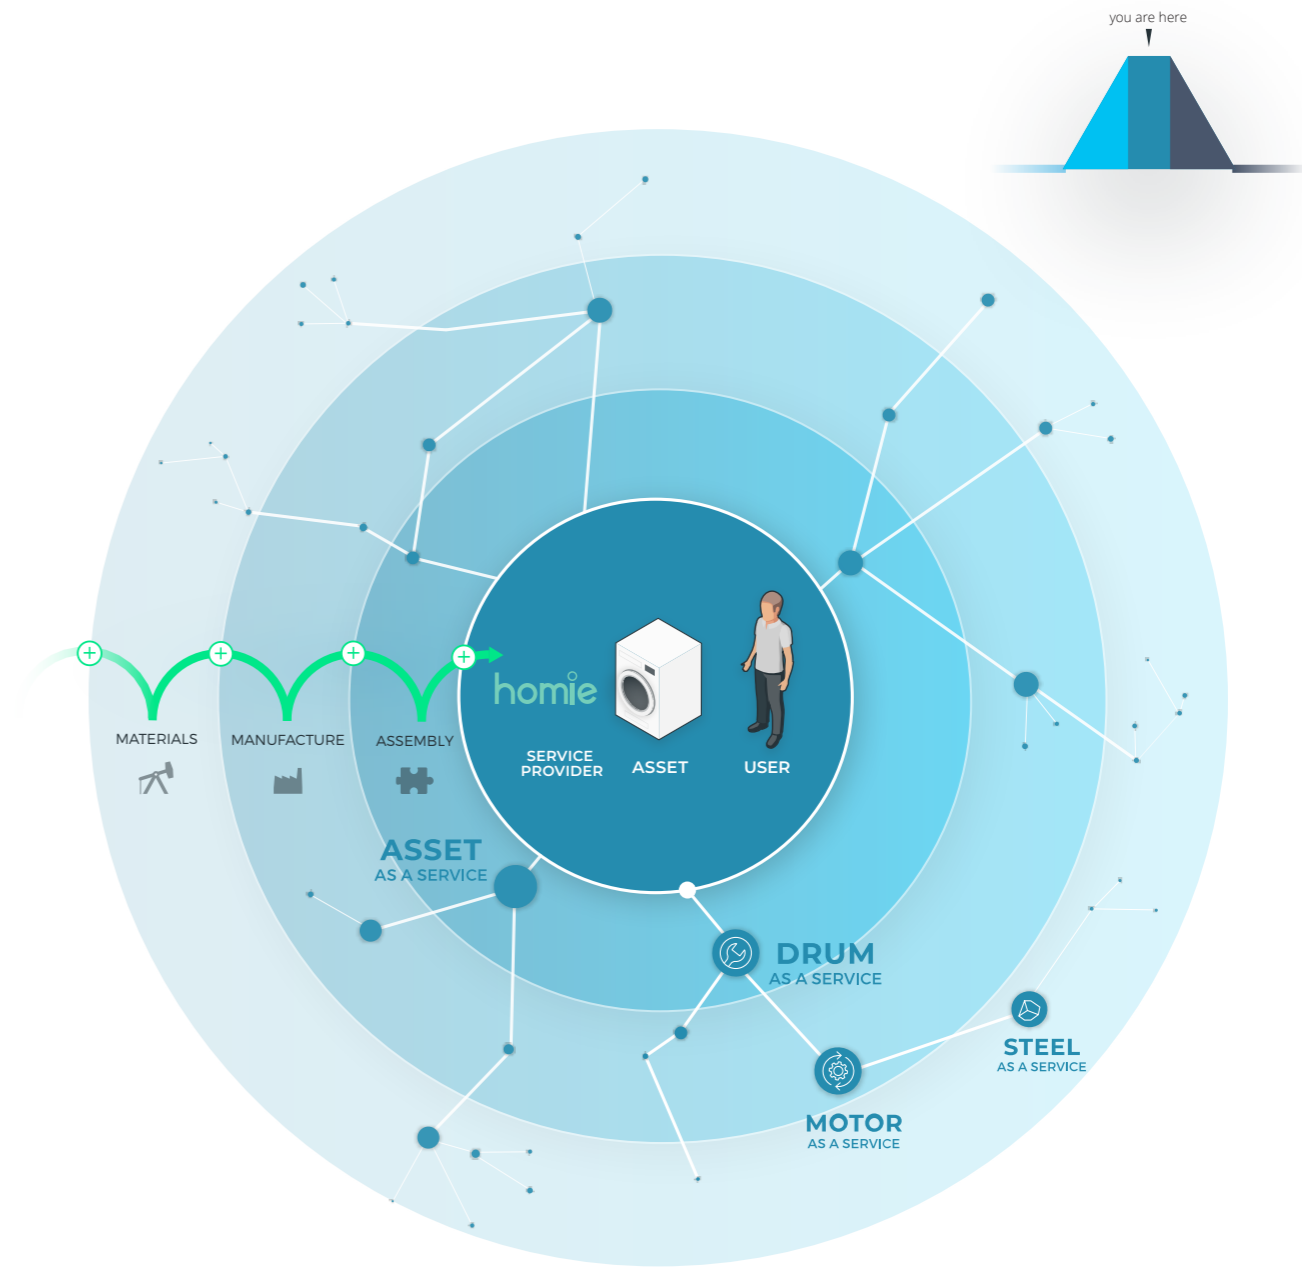 you are here
homie
MATERIALS
MANUFACTURE
ASSEMBLY
SERVICE
PROVIDER
ASSET
USER
ASSET
AS A SERVICE
DRUM
AS A SERVICE
STEEL
AS A SERVICE
MOTOR
AS A SERVICE